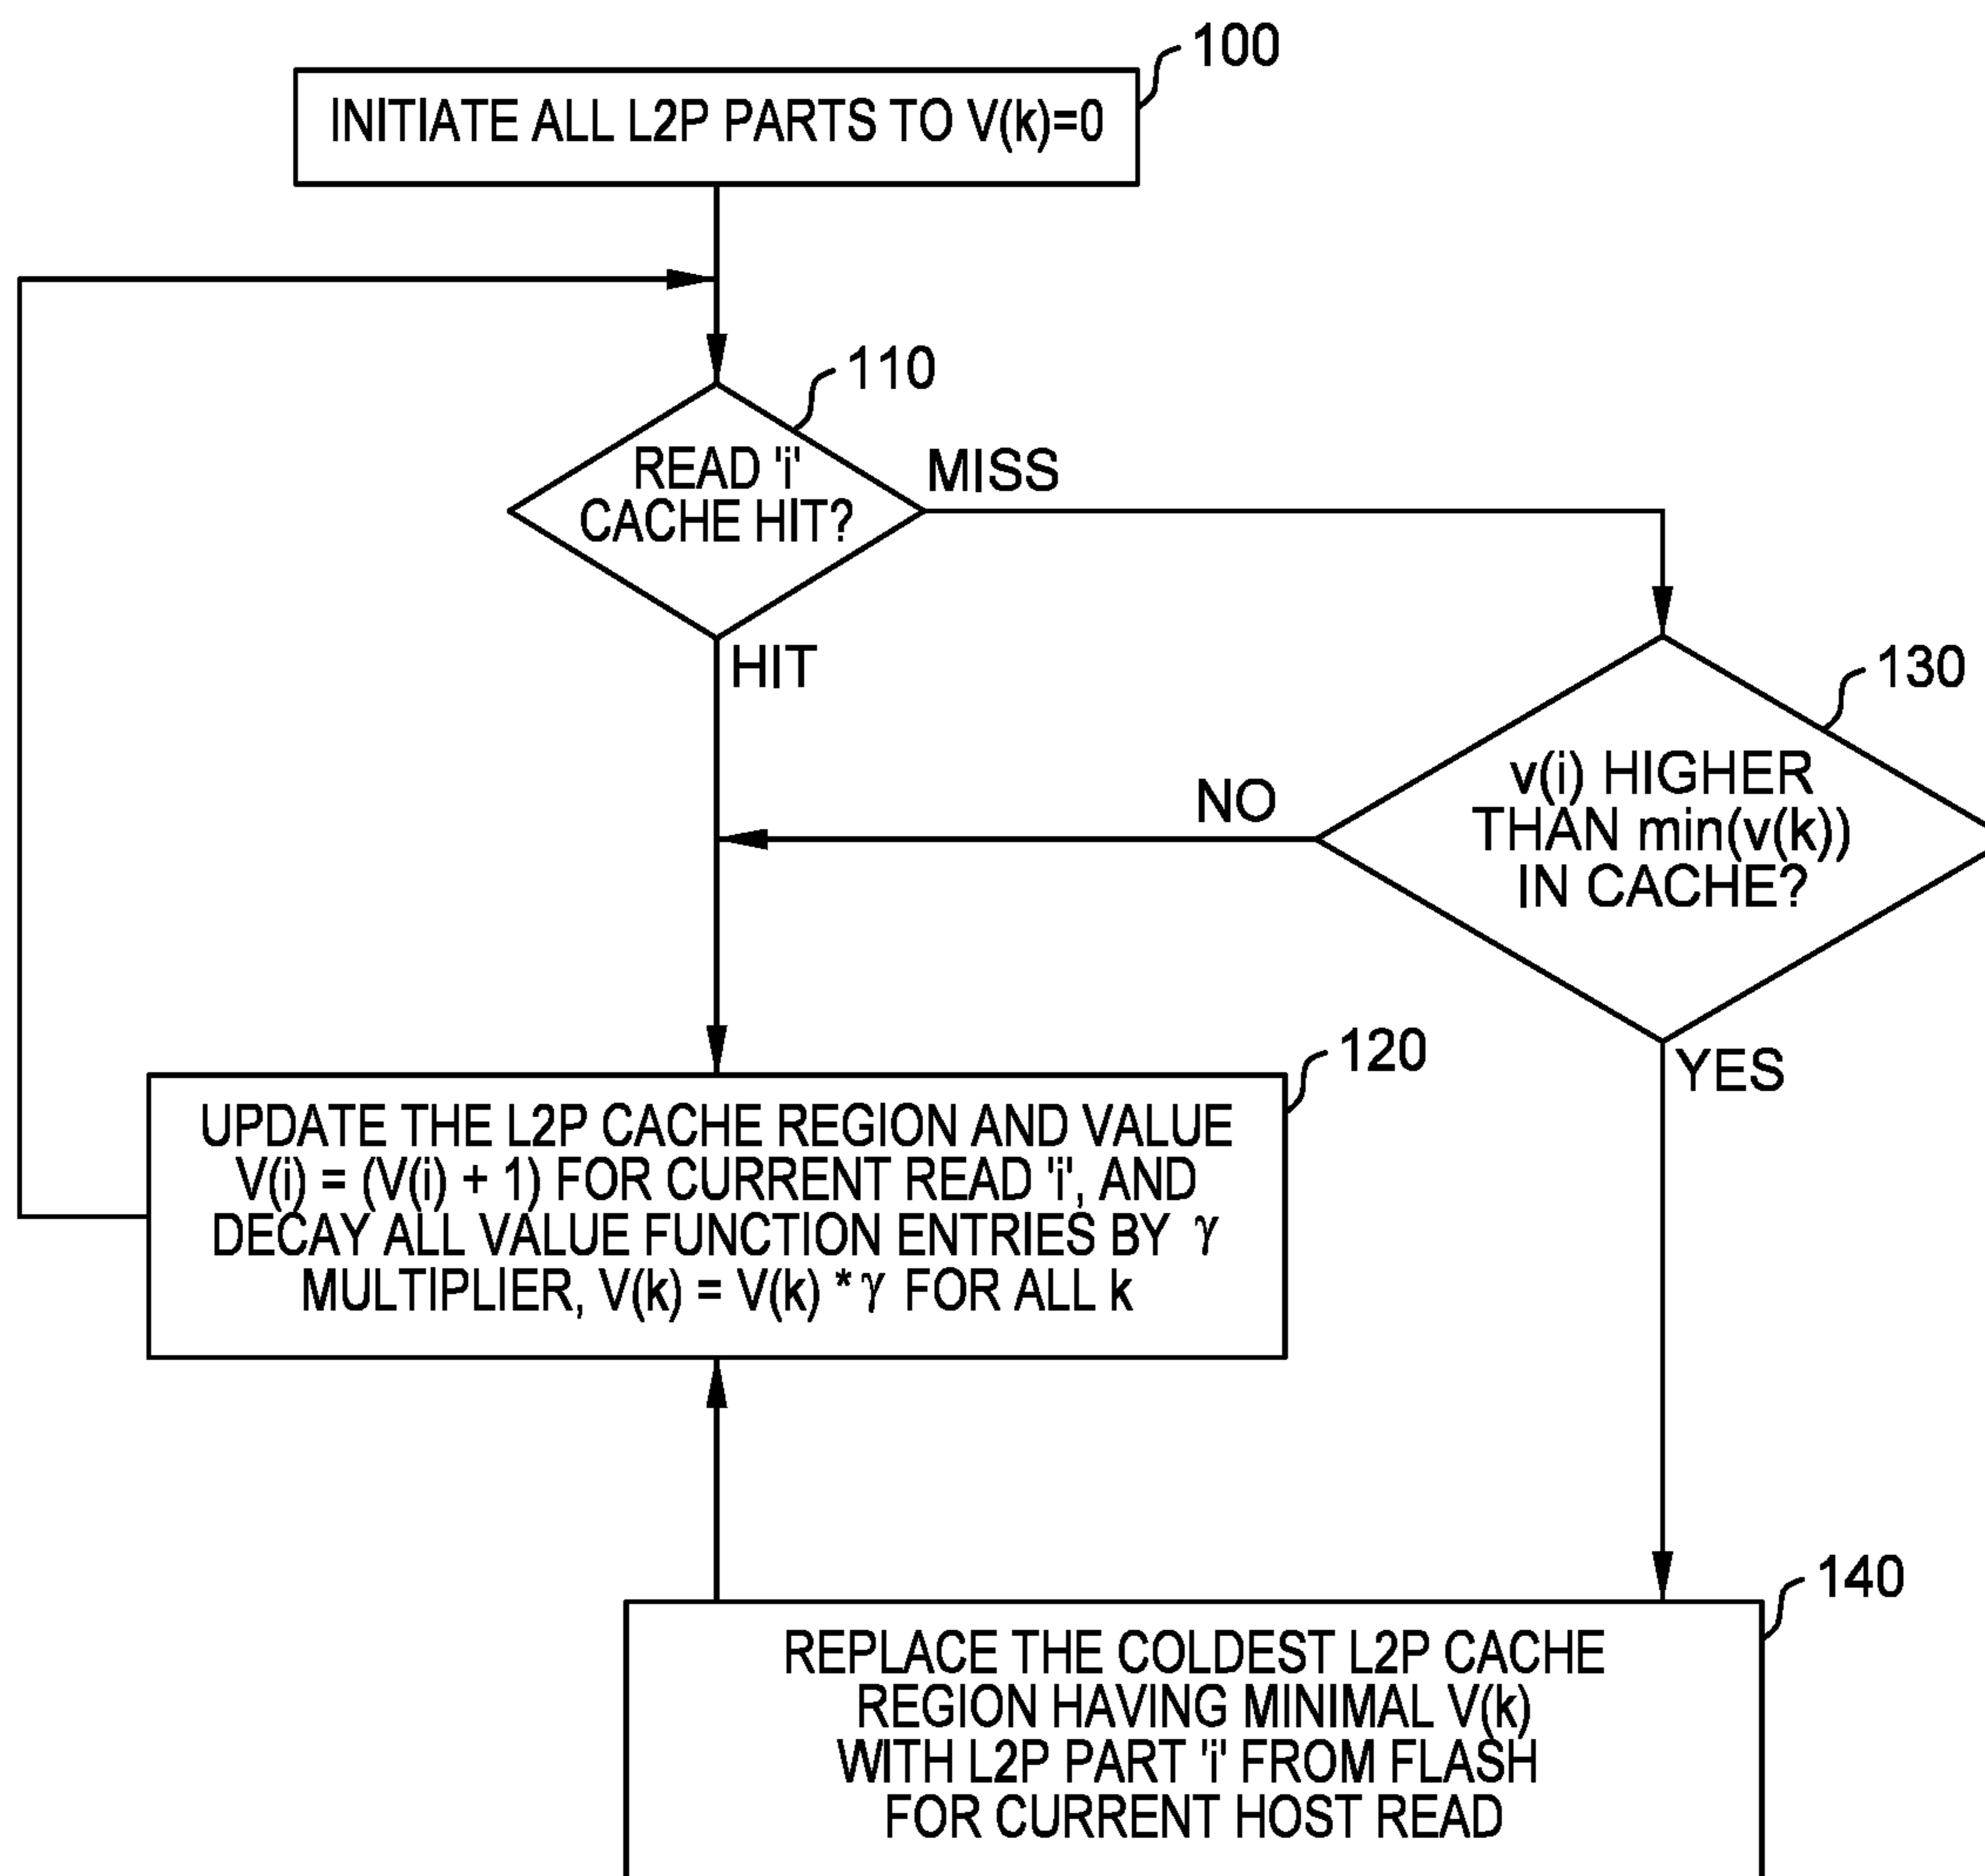 100
INITIATE ALL L2P PARTS TO V(k)=0
110
READ 'i'
CACHE HIT?
MISS
HIT
130
v(i) HIGHER
THAN min(v(k))
IN CACHE?
NO
YES
120
UPDATE THE L2P CACHE REGION AND VALUE
V(i) = (V(i) + 1) FOR CURRENT READ 'i', AND
DECAY ALL VALUE FUNCTION ENTRIES BY γ
MULTIPLIER, V(k) = V(k) * γ FOR ALL k
140
REPLACE THE COLDEST L2P CACHE
REGION HAVING MINIMAL V(k)
WITH L2P PART 'i' FROM FLASH
FOR CURRENT HOST READ